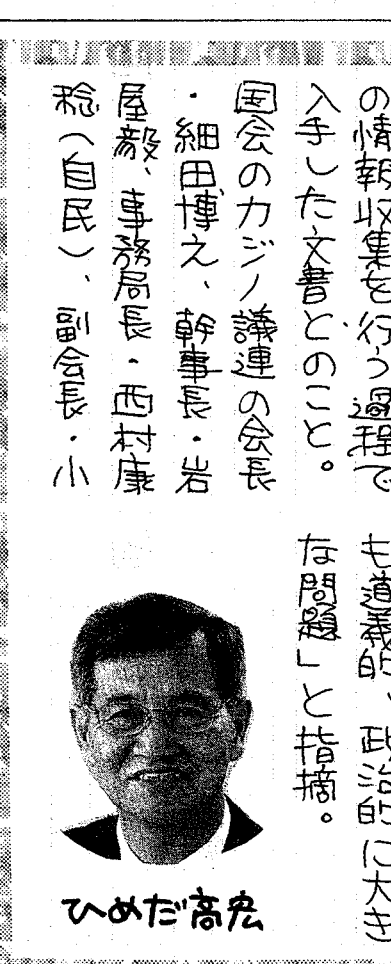 の情報収集を行う過程で
入手した文書とのこと。
国会のカジノ議連の会長
・細田博之、幹事長・岩
屋毅、事務局長・西村康
稔（自民）、副会長・小
も道義的、政治的に大き
な問題」と指摘。
ひめだ高宏